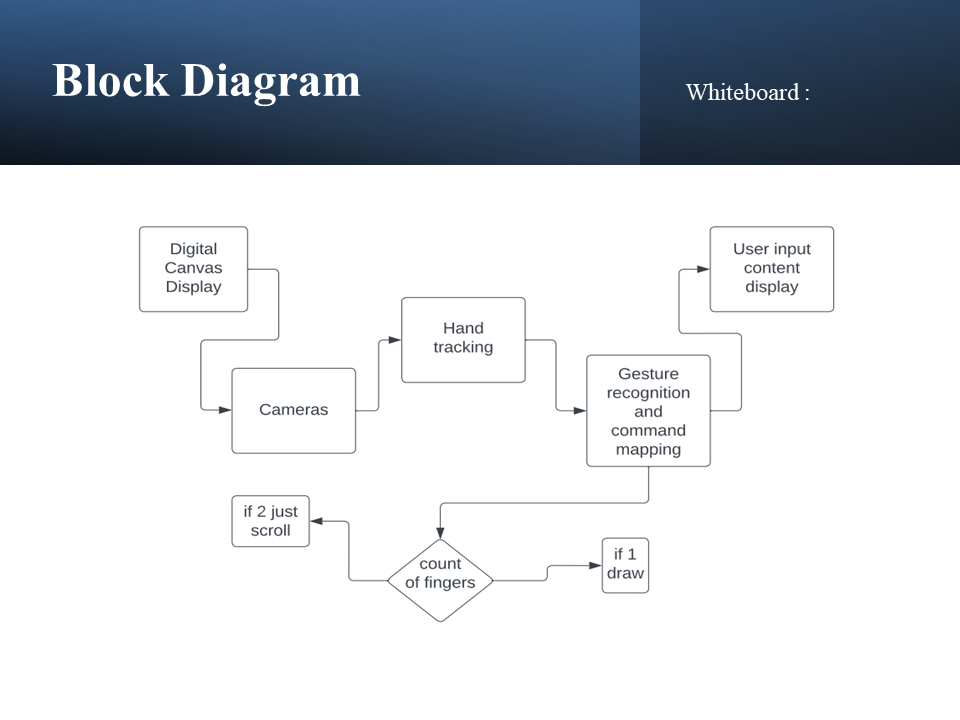 Block Diagram
Whiteboard :
Digital
Canvas
Display
User input
content
display
Hand
tracking
Cameras
Gesture
recognition
and
command
mapping
if 2 just
scroll
count
of fingers
if 1
draw